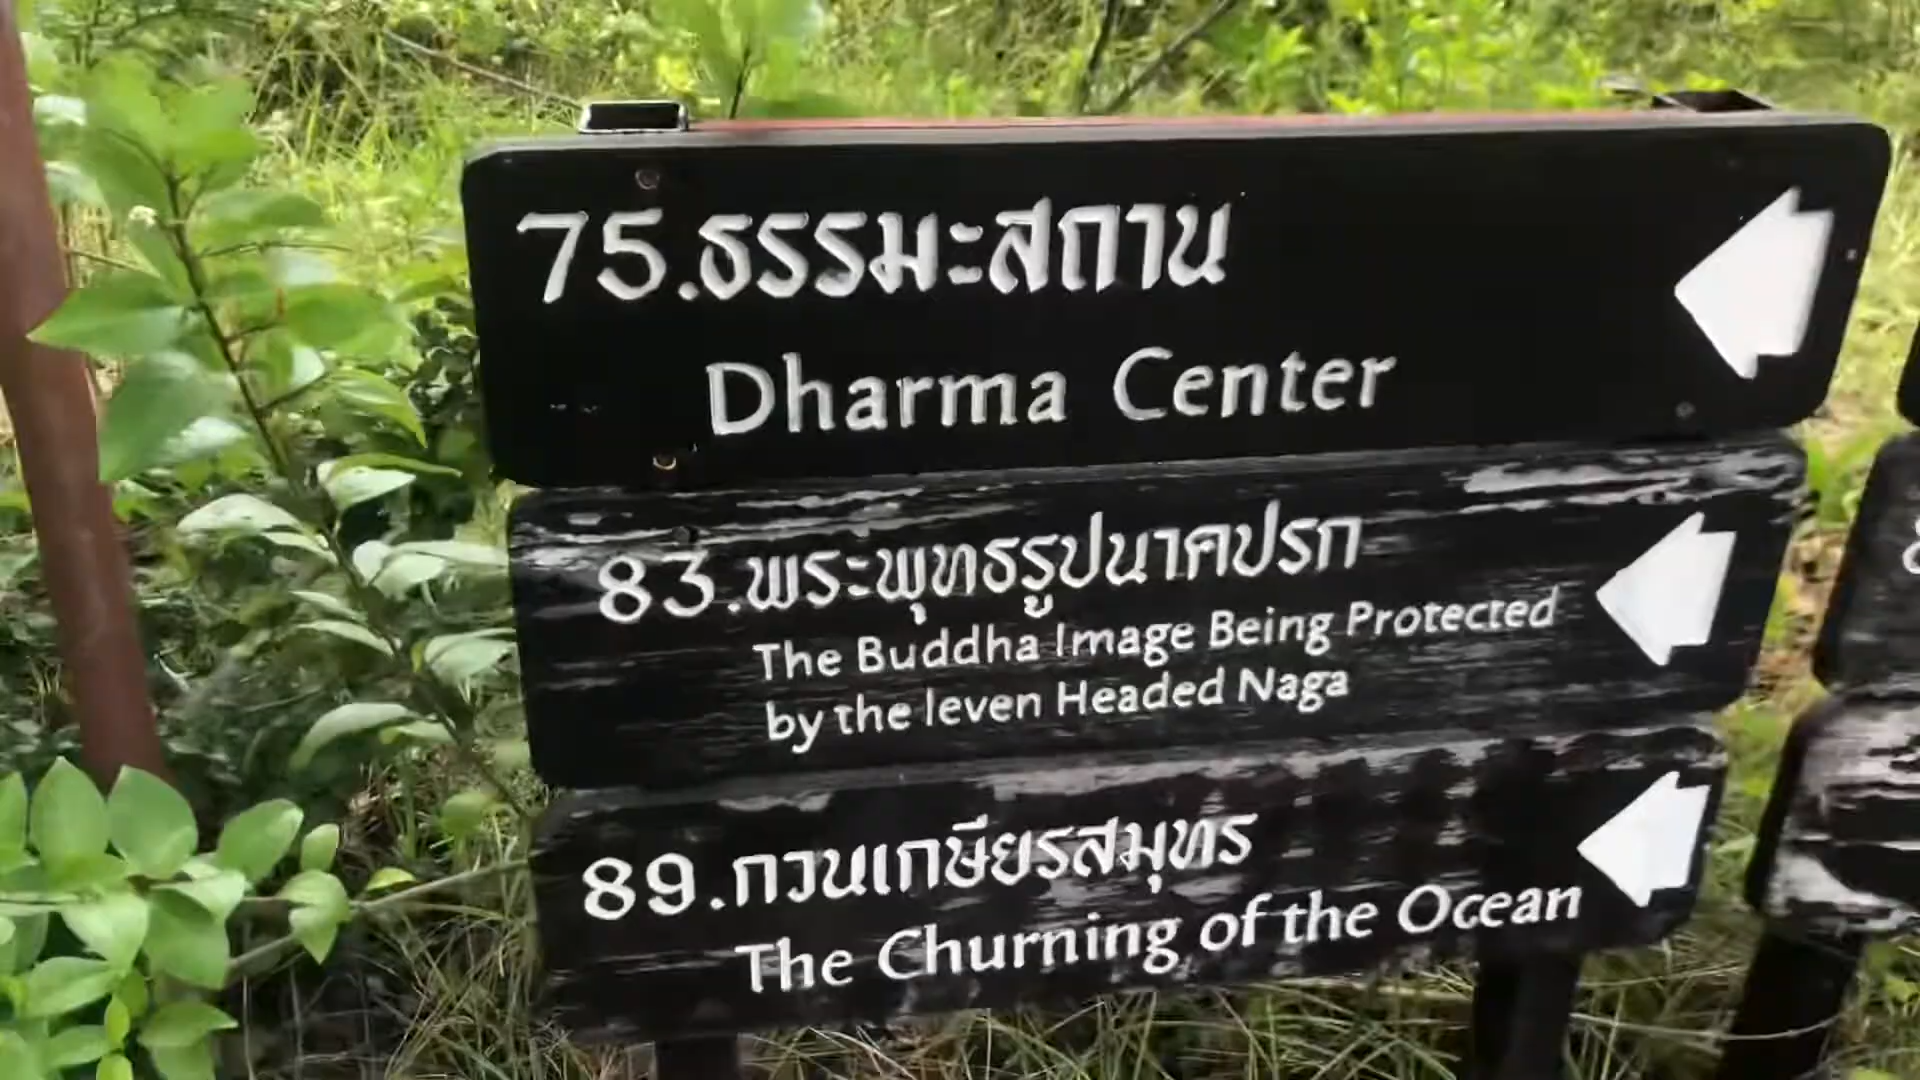 75.ธรรมะสถาน
Dharma Center
83.พระพุทธรูปนาคปรก
The Buddha Image Being Protected
by the leven Headed Naga
89.กวนเกษียรสมุทร
The Churning of the Ocean